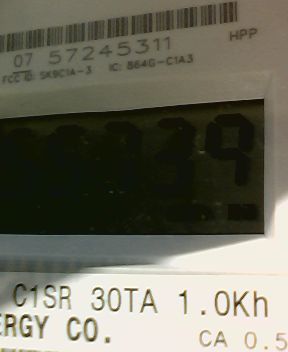 07 57245311
HPP
FCC ID: SK9C1A-3 IC: 864G-C1A3
39
C1SR 30TA 1.0Kh
ERGY CO.
CA 0.5